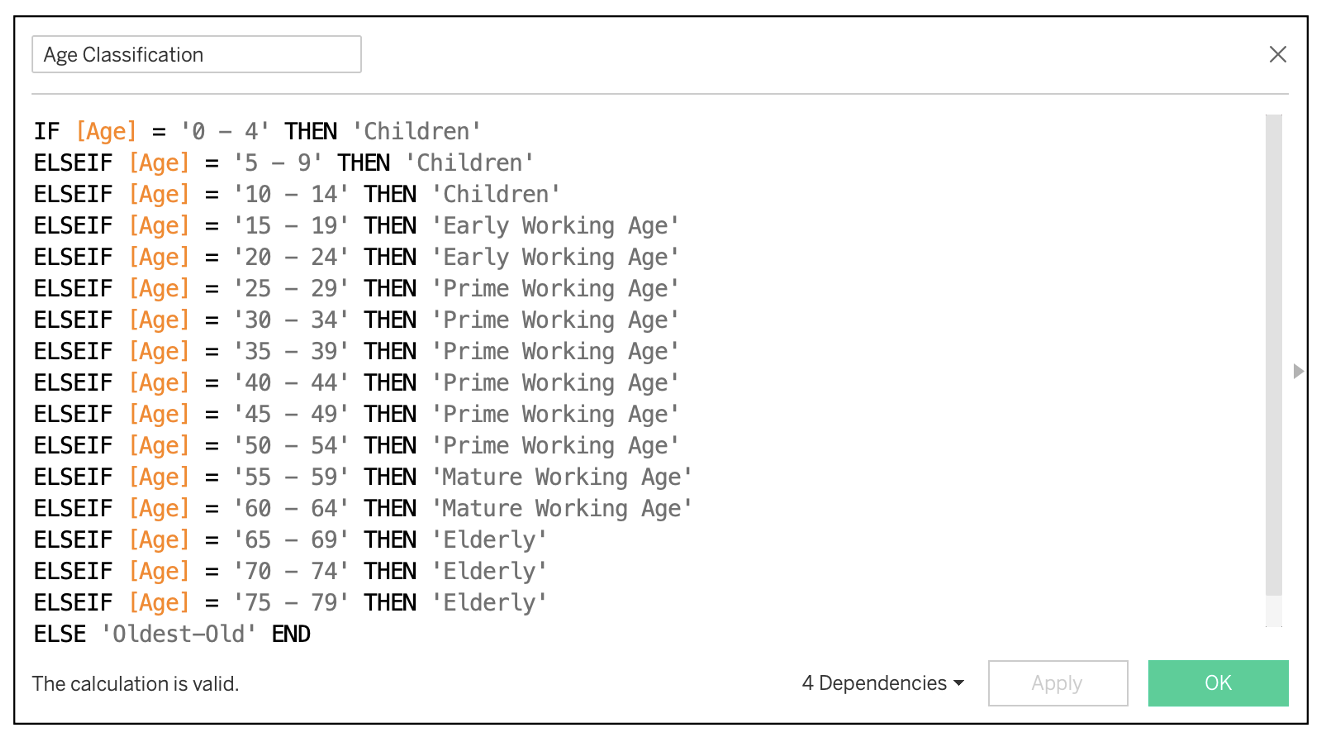 Age Classification
IF [Age] = '0 – 4' THEN 'Children'
ELSEIF [Age] = '5 – 9' THEN 'Children'
ELSEIF [Age] = '10 – 14' THEN 'Children'
ELSEIF [Age] = '15 – 19' THEN 'Early Working Age'
ELSEIF [Age] = '20 – 24' THEN 'Early Working Age'
ELSEIF [Age] = '25 – 29' THEN 'Prime Working Age'
ELSEIF [Age] = '30 – 34' THEN 'Prime Working Age'
ELSEIF [Age] = '35 – 39' THEN 'Prime Working Age'
ELSEIF [Age] = '40 – 44' THEN 'Prime Working Age'
ELSEIF [Age] = '45 – 49' THEN 'Prime Working Age'
ELSEIF [Age] = '50 – 54' THEN 'Prime Working Age'
ELSEIF [Age] = '55 – 59' THEN 'Mature Working Age'
ELSEIF [Age] = '60 – 64' THEN 'Mature Working Age'
ELSEIF [Age] = '65 – 69' THEN 'Elderly'
ELSEIF [Age] = '70 – 74' THEN 'Elderly'
ELSEIF [Age] = '75 – 79' THEN 'Elderly'
ELSE 'Oldest–Old' END
The calculation is valid. 4 Dependencies Apply OK